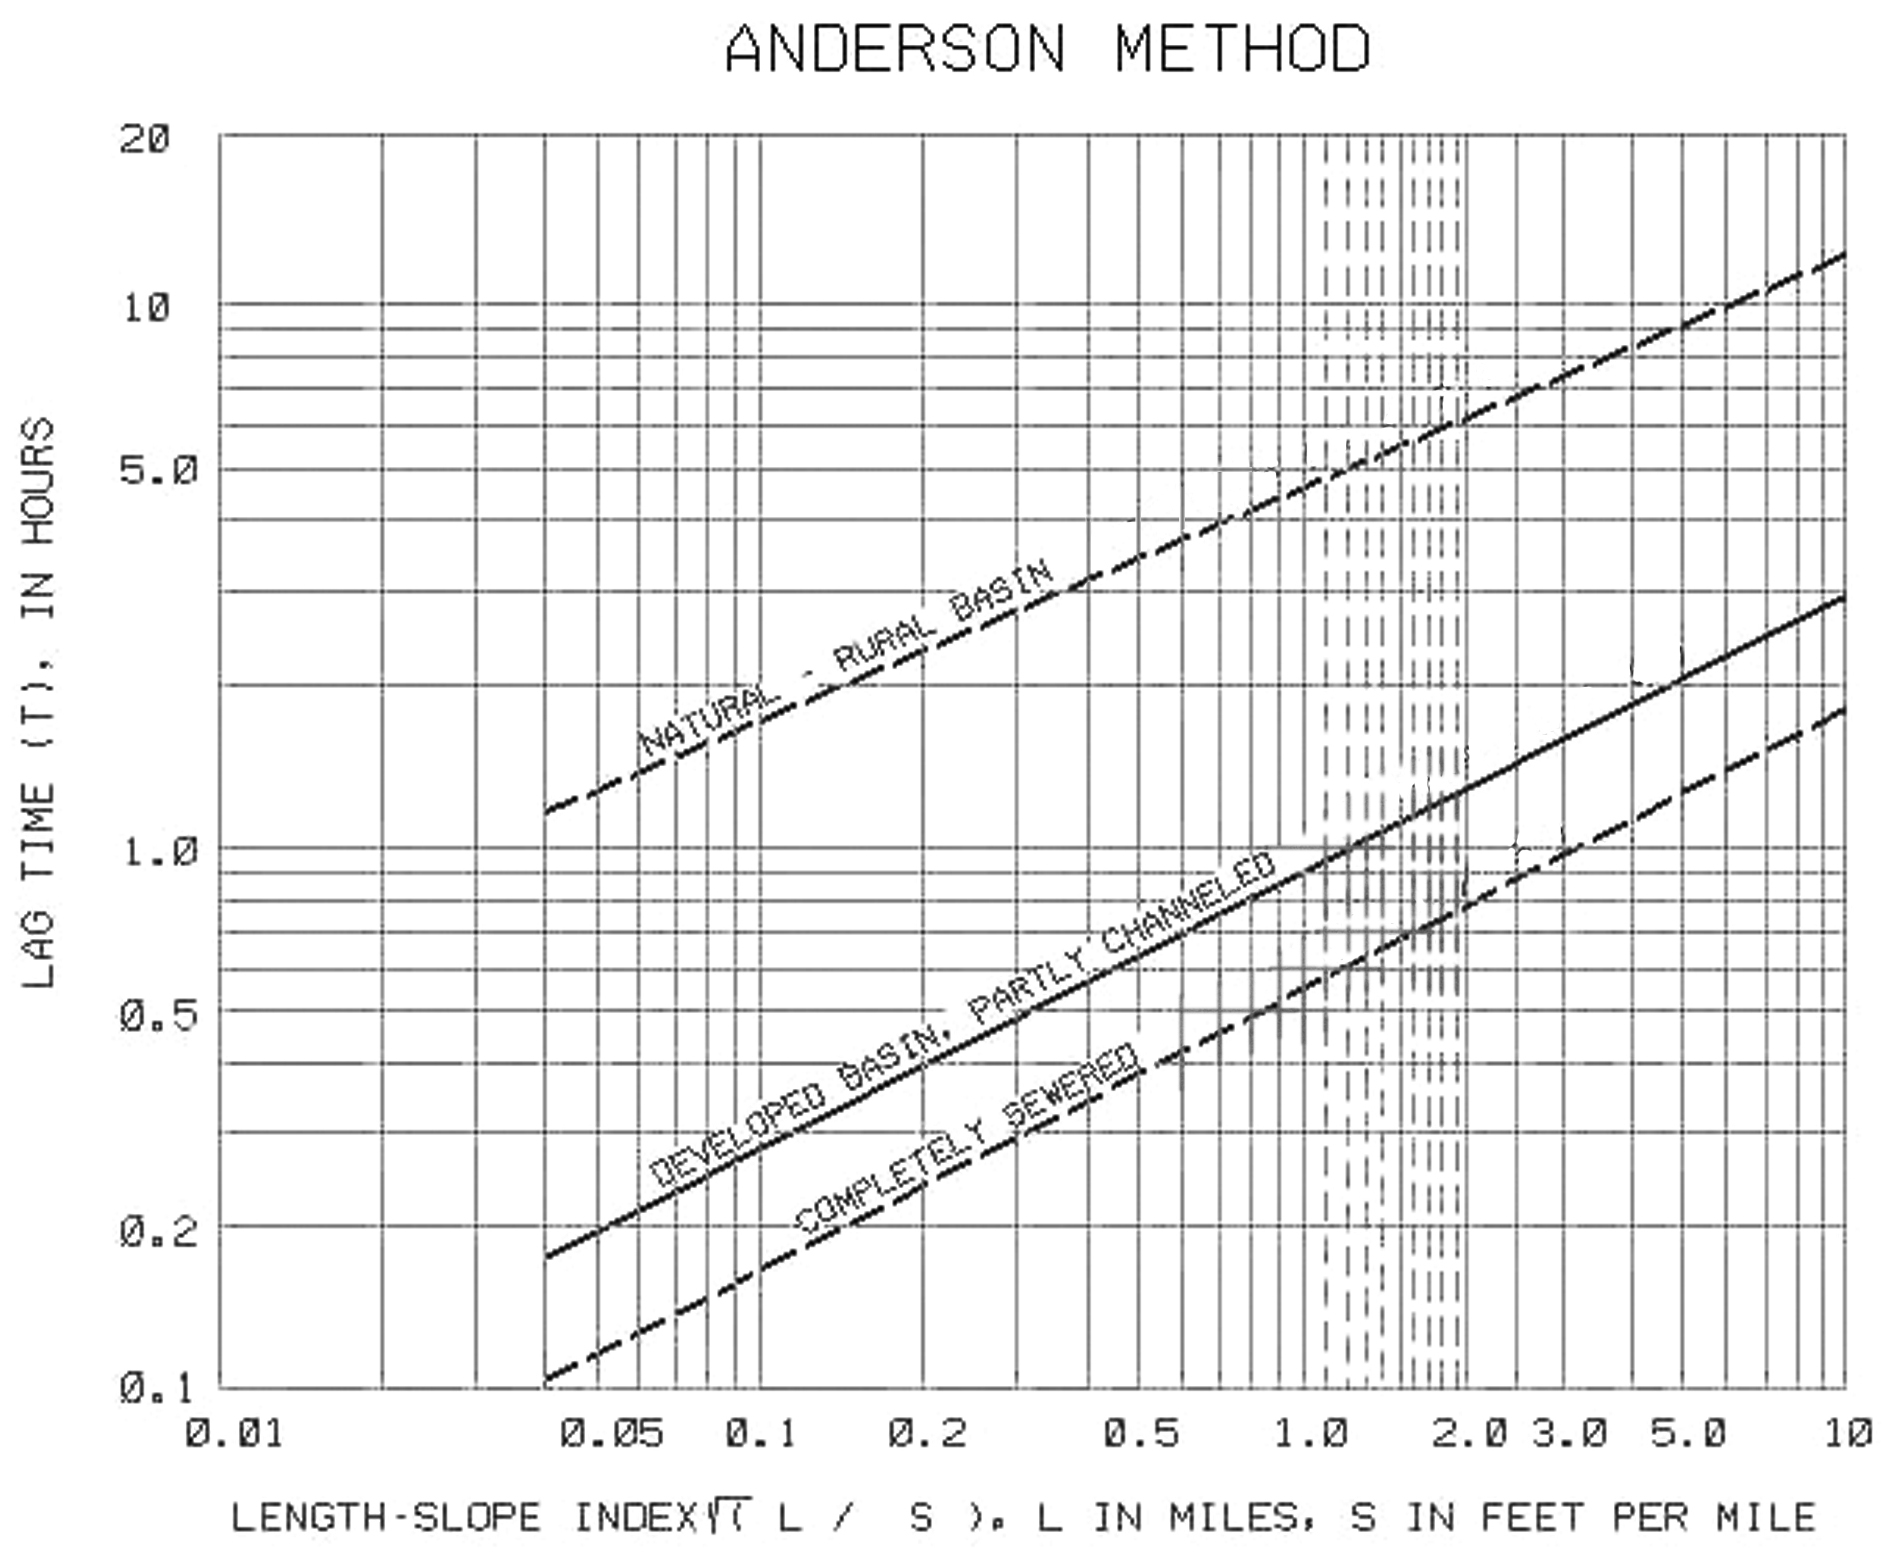 ANDERSON METHOD
20
10
5.0
1.0
0.5
0.2
0.1
LAG TIME (T), IN HOURS
NATURAL - RURAL BASIN
DEVELOPED BASIN, PARTLY CHANNELED
COMPLETELY SEWERED
0.01 0.05 0.1 0.2 0.5 1.0 2.0 3.0 5.0 10
LENGTH-SLOPE INDEX(√ L / S ). L IN MILES, S IN FEET PER MILE